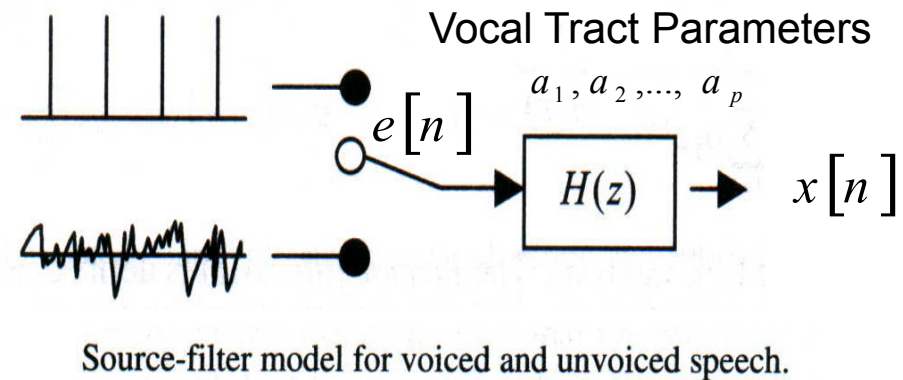 Vocal Tract Parameters
a₁, a₂,..., aₚ
e[n]
H(z)
x[n]
Source-filter model for voiced and unvoiced speech.